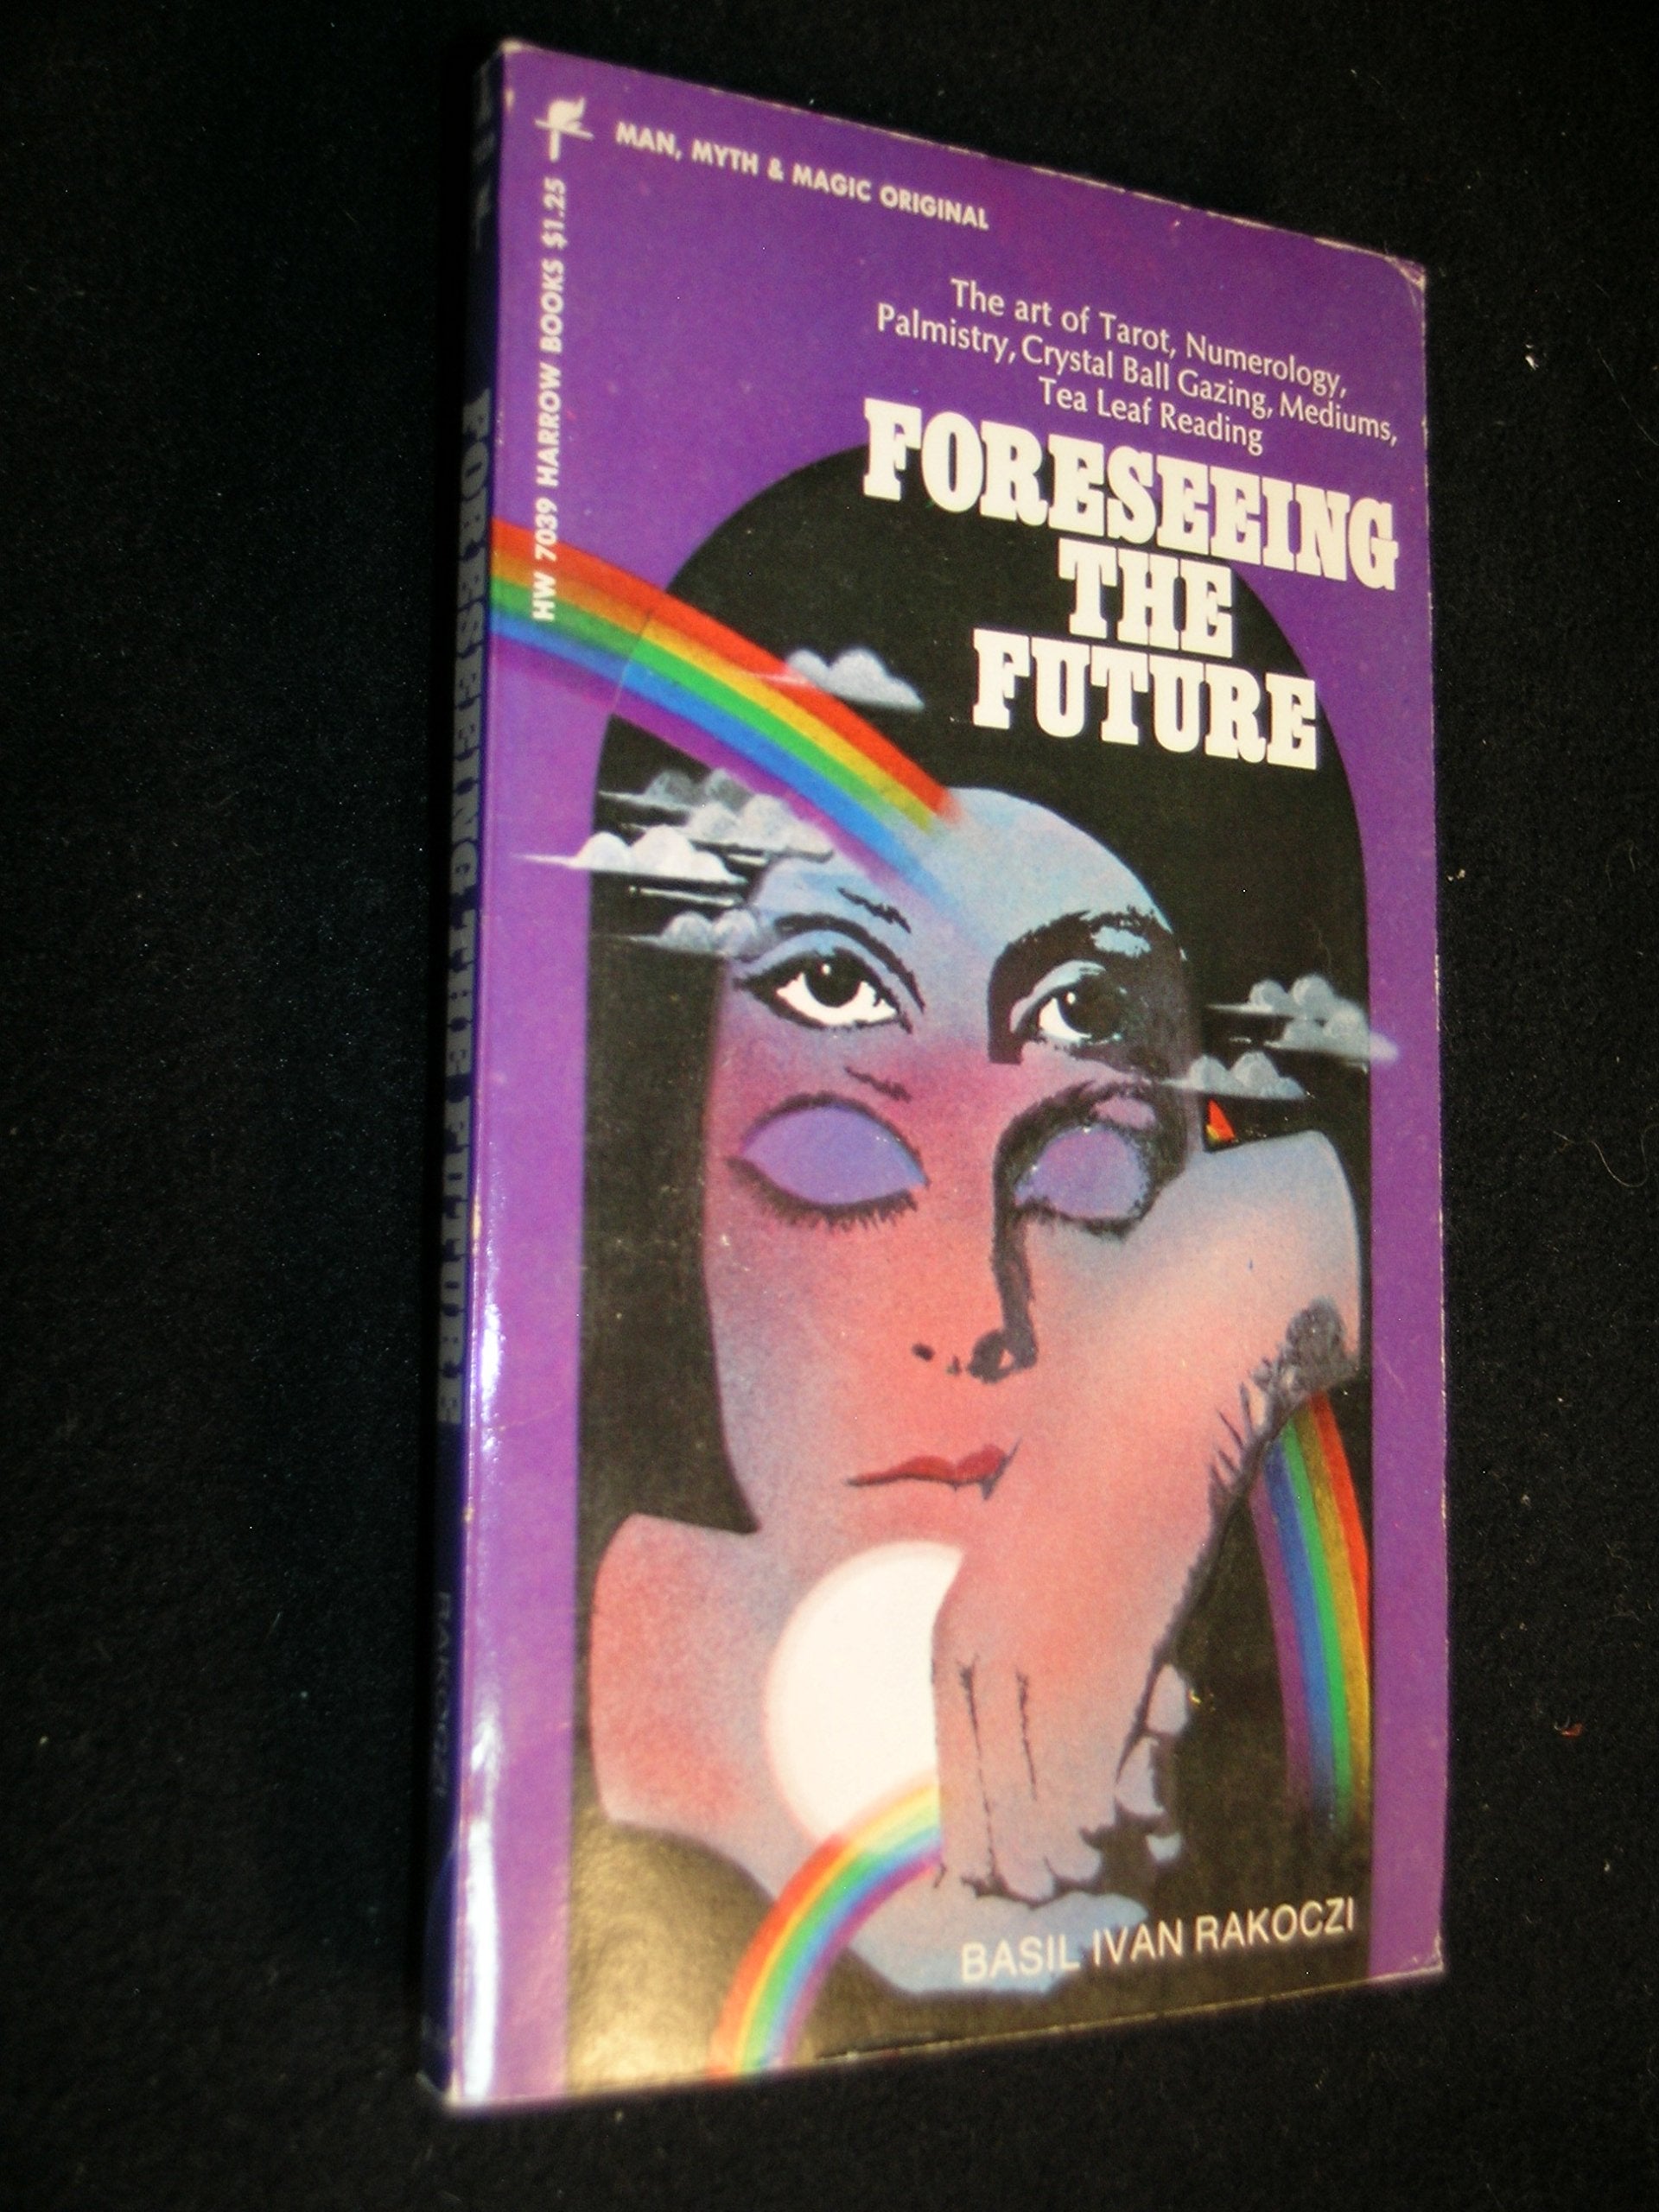 MAN, MYTH & MAGIC ORIGINAL
HW 7039 HARROW BOOKS $1.25
The art of Tarot, Numerology,
Palmistry, Crystal Ball Gazing, Mediums,
Tea Leaf Reading
FORESEEING
THE
FUTURE
BASIL IVAN RAKOCZI
FORESEEING THE FUTURE
RAKOCZI